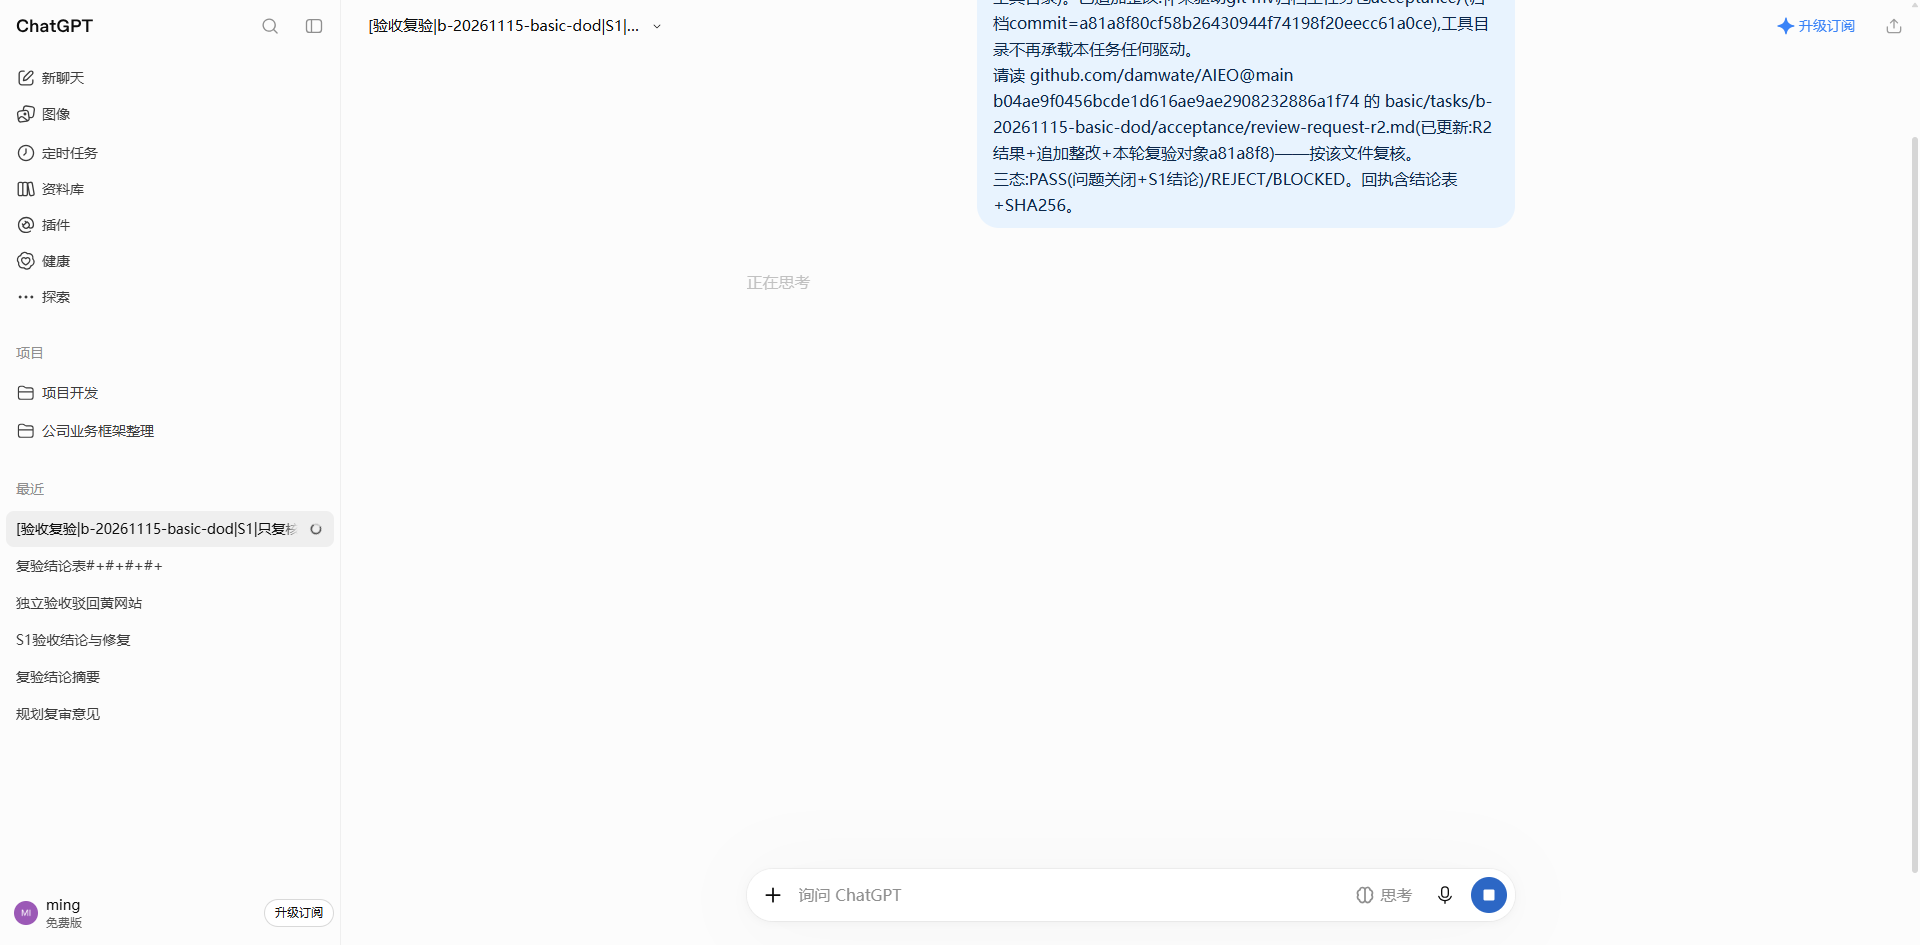 ChatGPT
新聊天
图像
定时任务
资料库
插件
健康
探索
项目
项目开发
公司业务框架整理
最近
[验收复验|b-20261115-basic-dod|S1|只复
复验结论表#+#+#+#+
独立验收驳回黄网站
S1验收结论与修复
复验结论摘要
规划复审意见
MI
ming
免费版
升级订阅
[验收复验|b-20261115-basic-dod|S1|...
升级订阅
档commit=a81a8f80cf58b26430944f74198f20eecc61a0ce),工具目
录不再承载本任务任何驱动。
请读 github.com/damwate/AIEO@main
b04ae9f0456bcde1d616ae9ae2908232886a1f74 的 basic/tasks/b-
20261115-basic-dod/acceptance/review-request-r2.md(已更新:R2
结果+追加整改+本轮复验对象a81a8f8)——按该文件复核。
三态:PASS(问题关闭+S1结论)/REJECT/BLOCKED。回执含结论表
+SHA256。
正在思考
询问 ChatGPT
思考